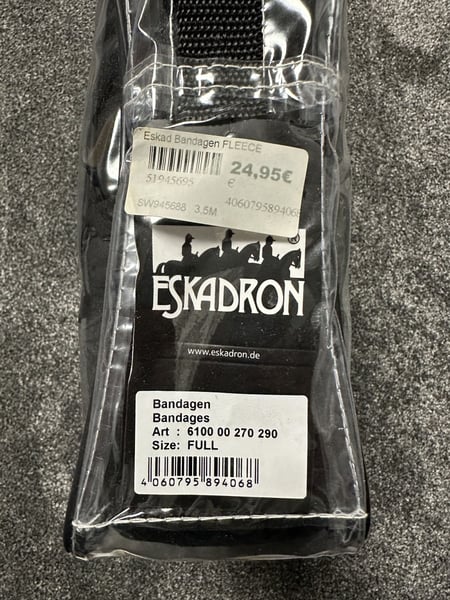 Eskad Bandagen FLEECE
24,95€
51945695
€
4060795894068
SW945688 3.5M
®
ESKADRON
www.eskadron.de
Bandagen
Bandages
Art : 6100 00 270 290
Size: FULL
4 060795 894068